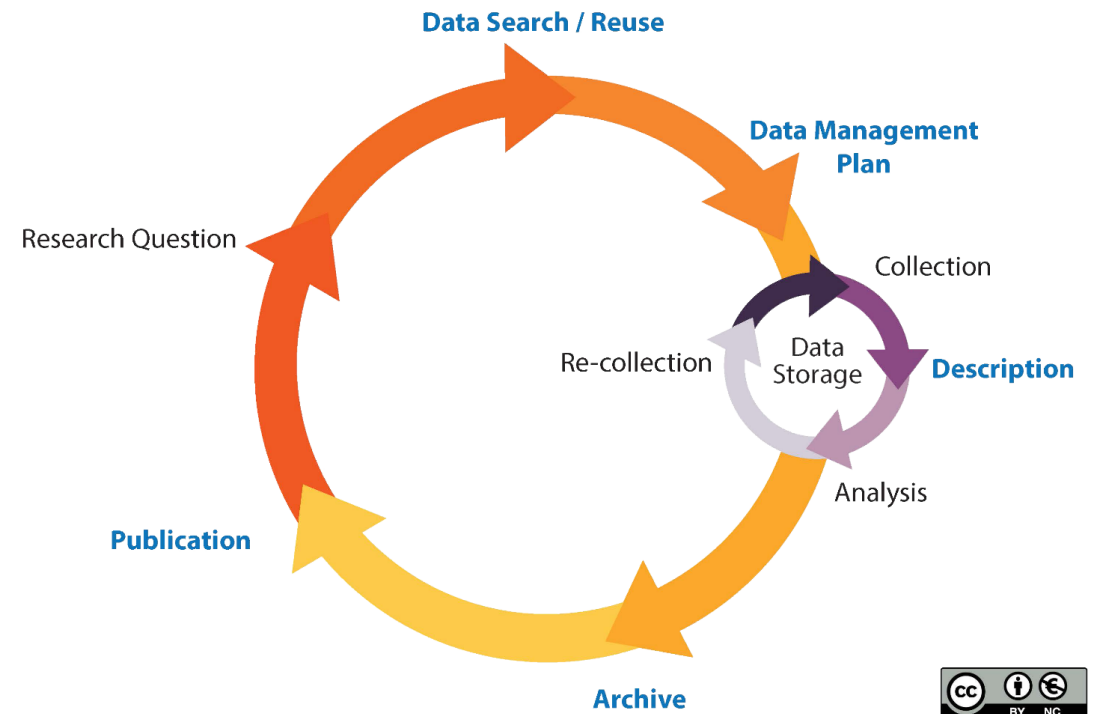 Data Search / Reuse
Data Management
Plan
Research Question
Collection
Re-collection
Data
Storage
Description
Analysis
Publication
Archive
cc
BY NC